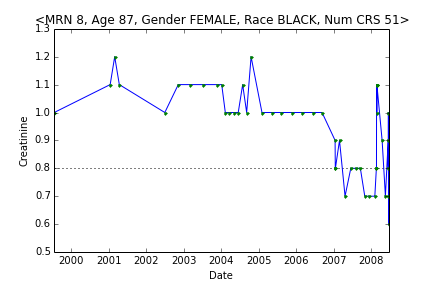 <MRN 8, Age 87, Gender FEMALE, Race BLACK, Num CRS 51>
1.3
1.2
1.1
1.0
0.9
0.8
0.7
0.6
0.5
Creatinine
2000 2001 2002 2003 2004 2005 2006 2007 2008
Date